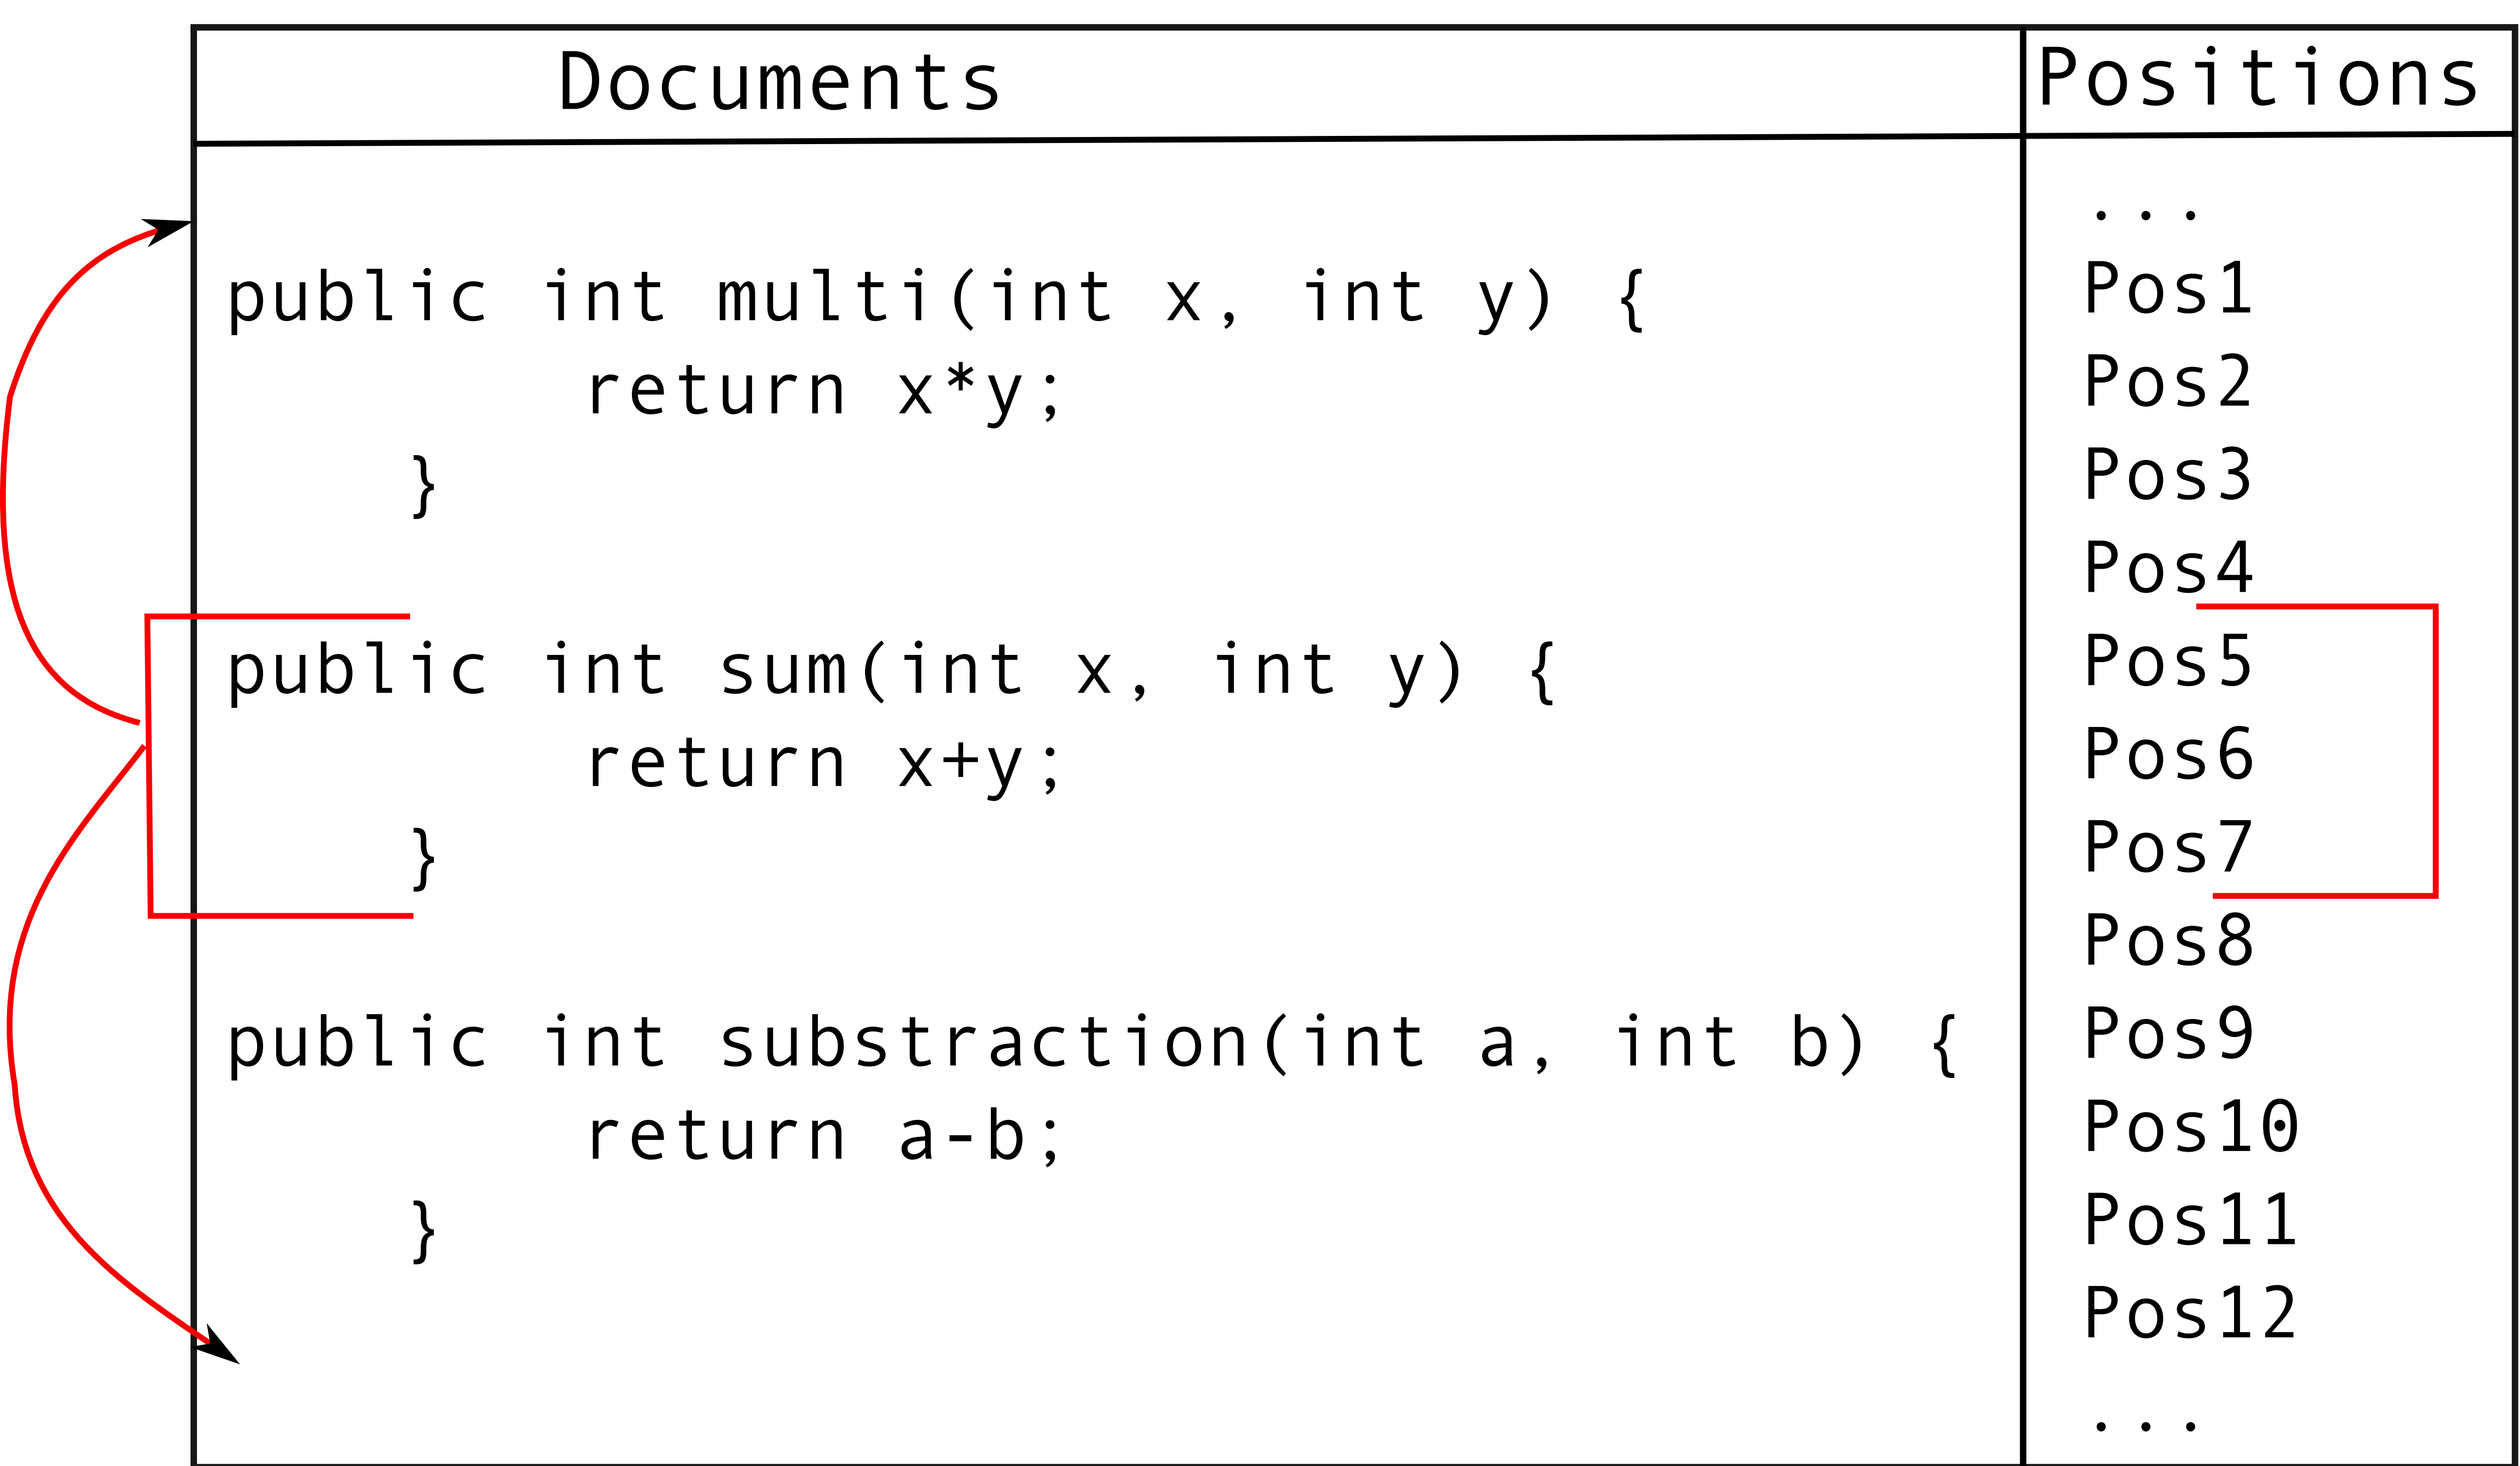 Documents Positions
...
public int multi(int x, int y) { Pos1
return x*y; Pos2
} Pos3
Pos4
public int sum(int x, int y) { Pos5
return x+y; Pos6
} Pos7
Pos8
public int substraction(int a, int b) { Pos9
return a-b; Pos10
} Pos11
Pos12
...